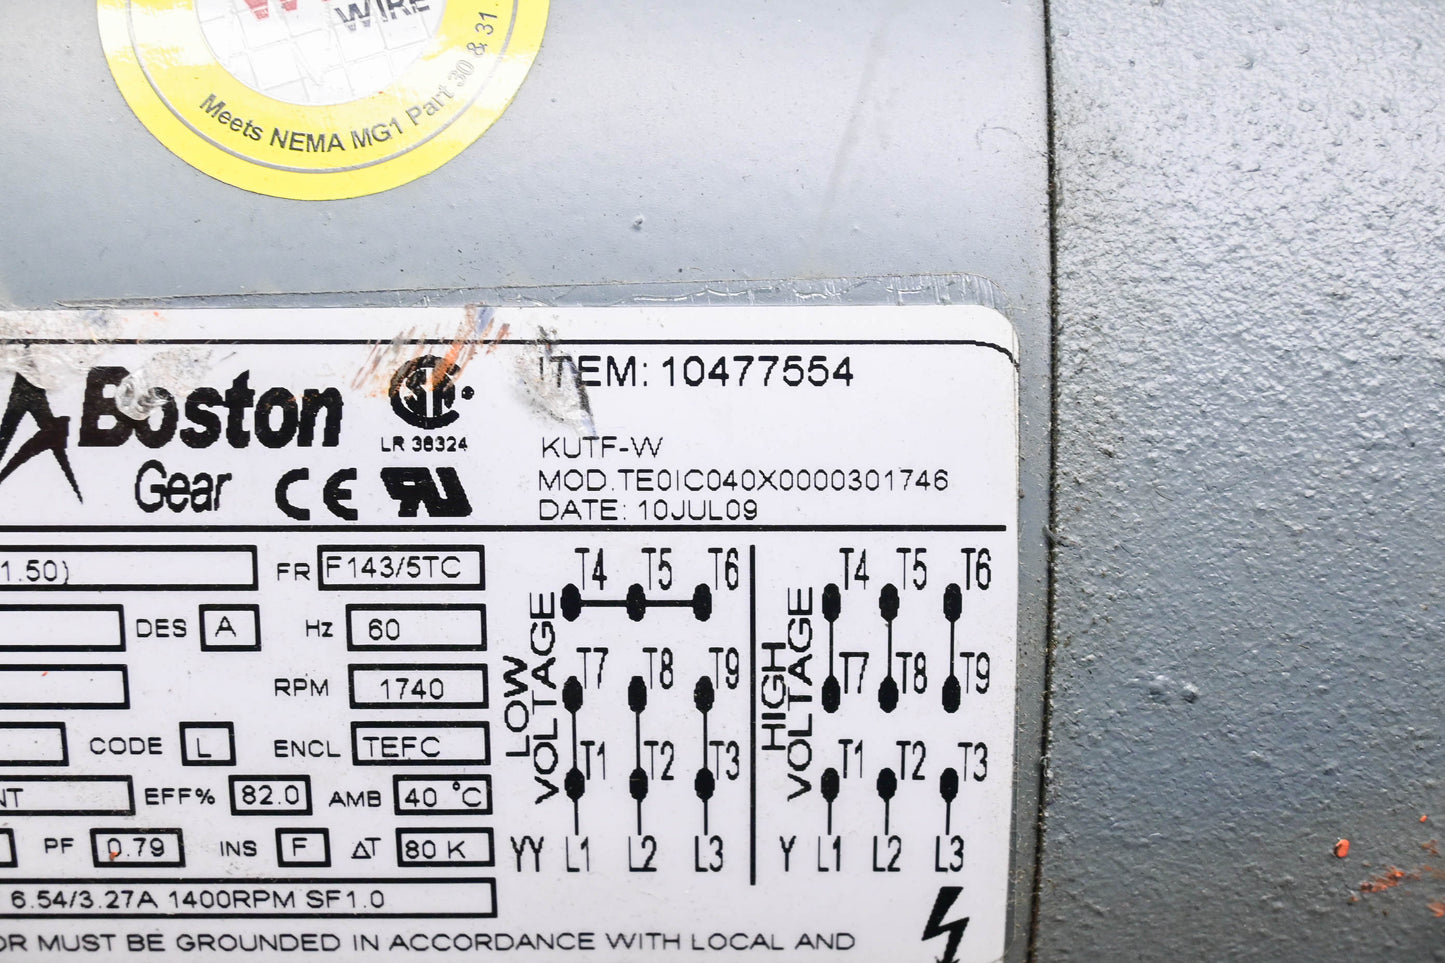 WIRE
Meets NEMA MG1 Part 30 & 31
Boston
Gear
LR 38324
CE
ITEM: 10477554
KUTF-W
MOD.TE0IC040X0000301746
DATE: 10JUL09
1.50)
FR F143/5TC
DES A
Hz 60
RPM 1740
CODE L
ENCL TEFC
NT
EFF% 82.0
AMB 40 °C
PF 0.79
INS F
ΔT 80 K
6.54/3.27A 1400RPM SF1.0
OR MUST BE GROUNDED IN ACCORDANCE WITH LOCAL AND
LOW
VOLTAGE
T4 T5 T6
T7 T8 T9
T1 T2 T3
YY L1 L2 L3
HIGH
VOLTAGE
T4 T5 T6
T7 T8 T9
T1 T2 T3
Y L1 L2 L3